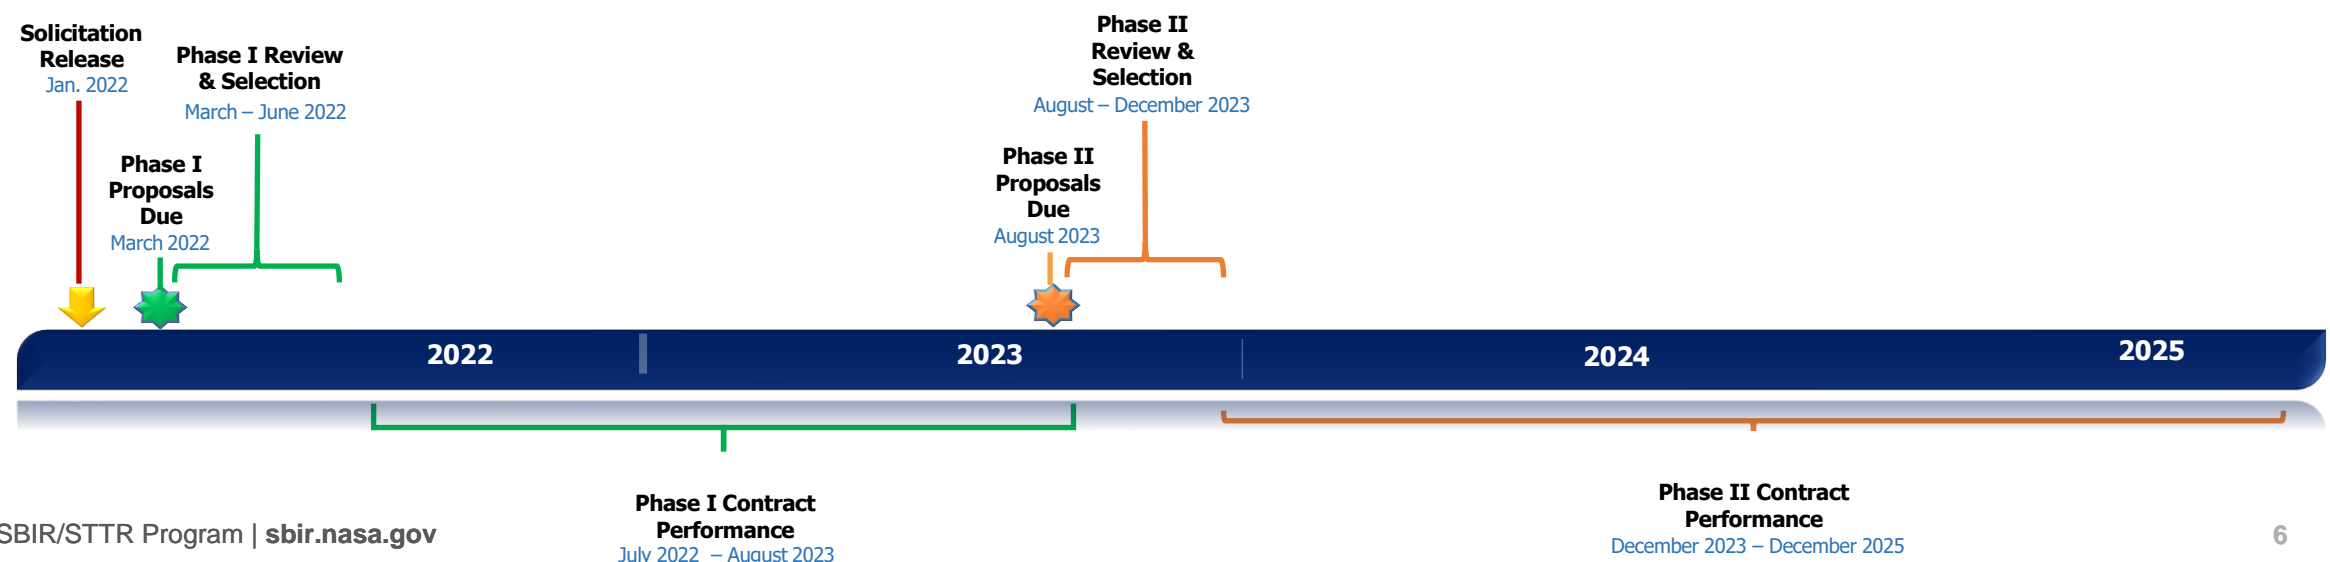 Solicitation
Release
Jan. 2022
Phase I Review
& Selection
March – June 2022
Phase I
Proposals
Due
March 2022
Phase II
Review &
Selection
August – December 2023
Phase II
Proposals
Due
August 2023
2022
2023
2024
2025
Phase I Contract
Performance
July 2022 – August 2023
Phase II Contract
Performance
December 2023 – December 2025
SBIR/STTR Program | sbir.nasa.gov
6